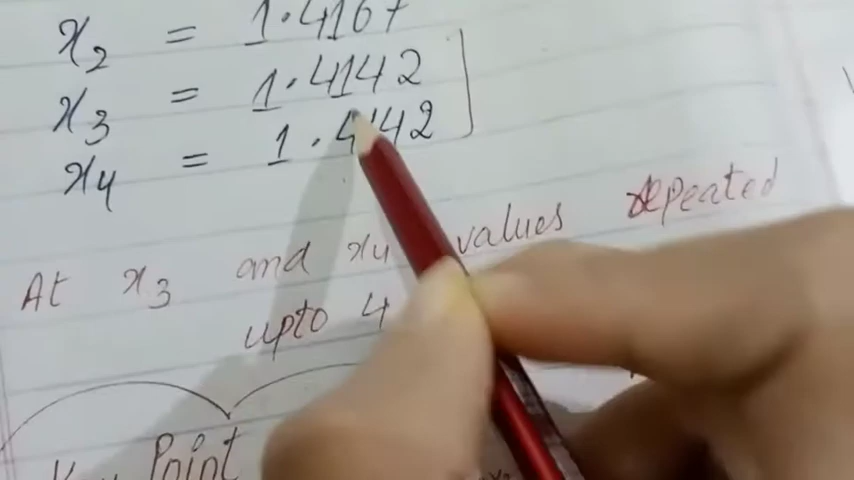 x2 = 1.4167
x3 = 1.4142
x4 = 1.4142
At x3 and x4 values repeated
upto 4
Point